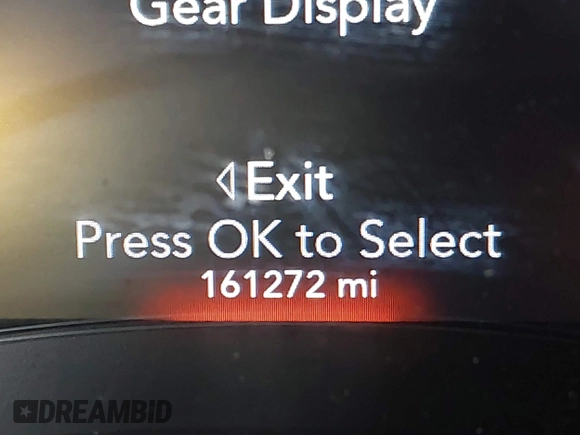 Gear Display
Exit
Press OK to Select
161272 mi
DREAMBID